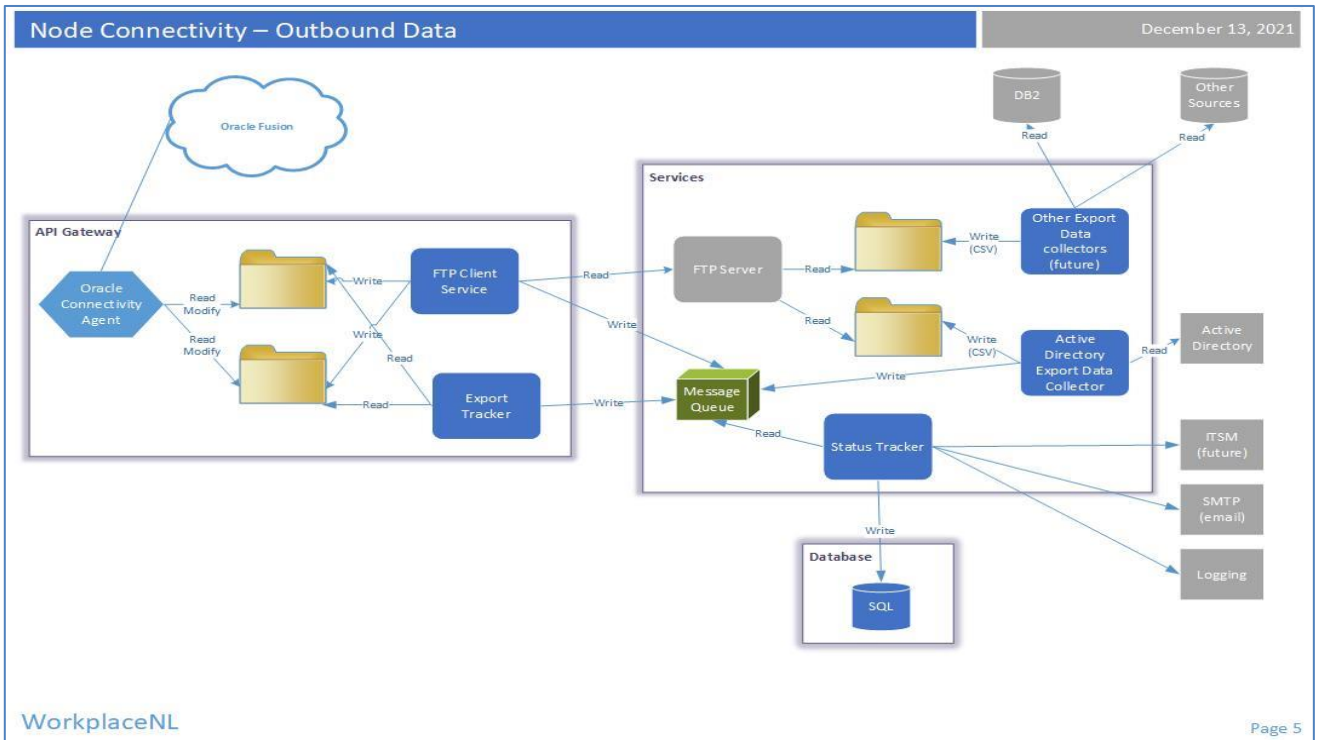 Node Connectivity – Outbound Data
December 13, 2021
DB2
Other
Sources
Oracle Fusion
Read
Read
Services
API Gateway
Other Export
Data
collectors
(future)
Write
(CSV)
FTP Client
Service
FTP Server
Read
Read
Write
Oracle
Connectivity
Agent
Read
Modify
Read
Modify
Write
Read
Write
Read
Write
(CSV)
Active
Directory
Export Data
Collector
Read
Active
Directory
Write
Message
Queue
Export
Tracker
Read
Write
Read
Status Tracker
ITSM
(future)
SMTP
(email)
Write
Database
Logging
SQL
WorkplaceNL
Page 5